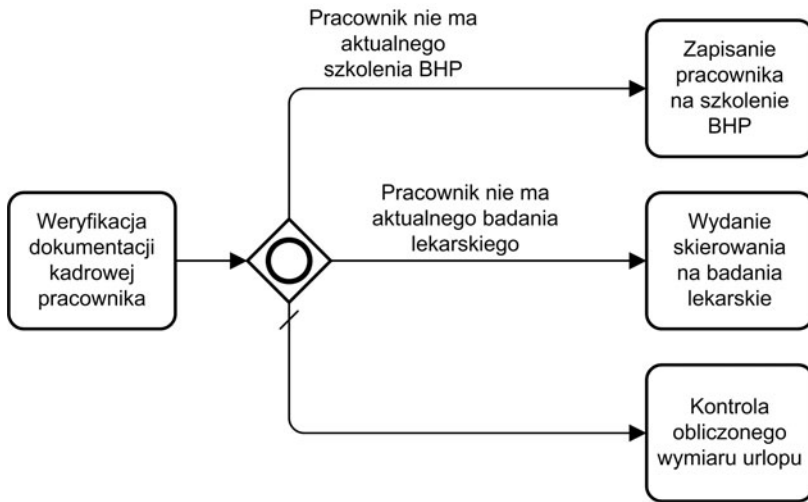 Pracownik nie ma
aktualnego
szkolenia BHP
Zapisanie
pracownika
na szkolenie
BHP
Weryfikacja
dokumentacji
kadrowej
pracownika
Pracownik nie ma
aktualnego badania
lekarskiego
Wydanie
skierowania
na badania
lekarskie
Kontrola
obliczonego
wymiaru urlopu